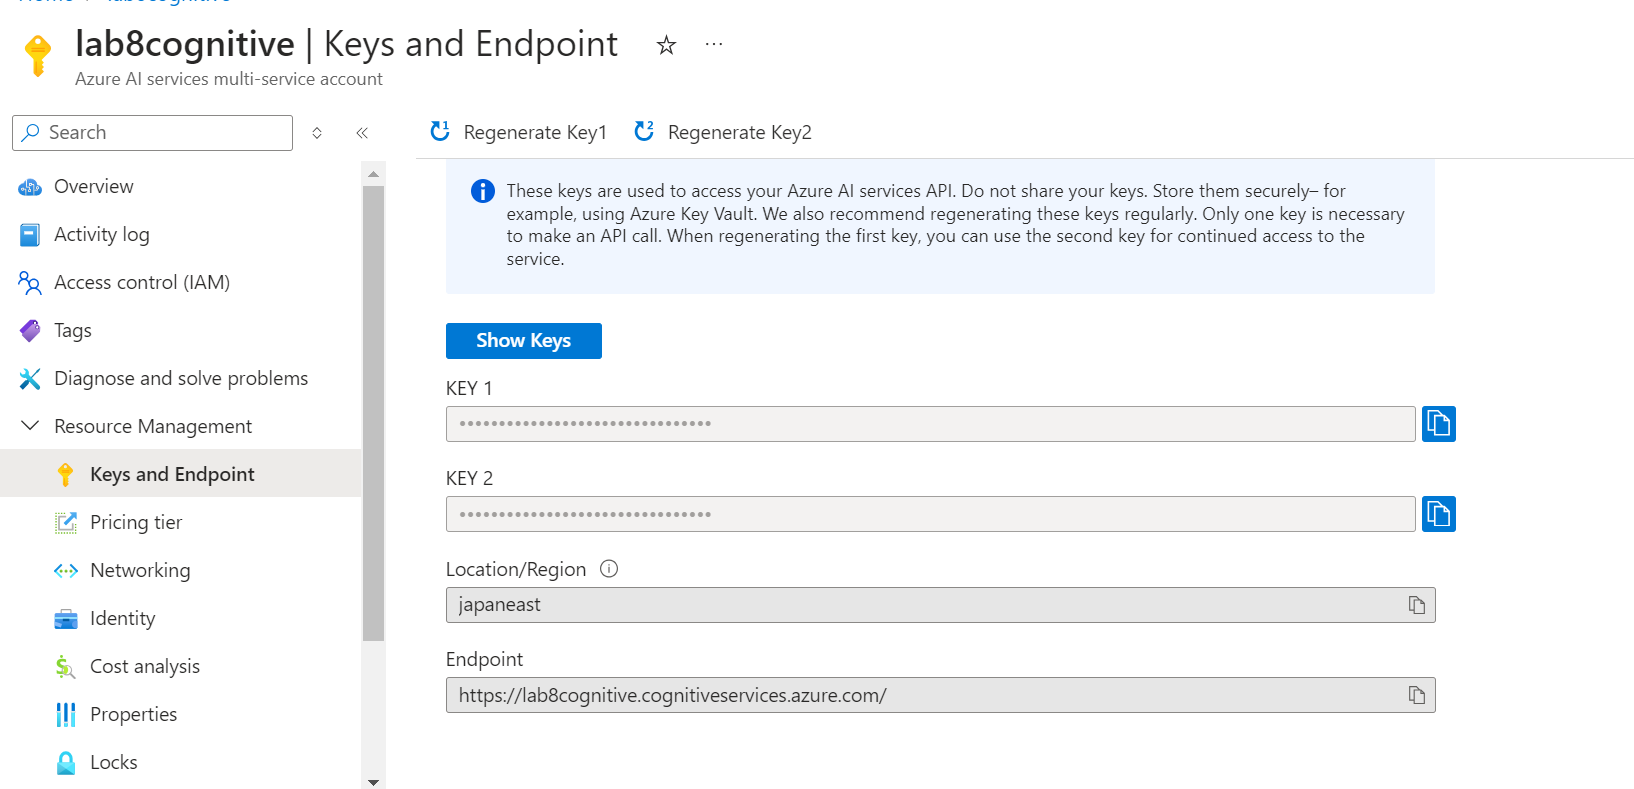 lab8cognitive | Keys and Endpoint
Azure AI services multi-service account
Search
Regenerate Key1
Regenerate Key2
Overview
Activity log
Access control (IAM)
Tags
Diagnose and solve problems
Resource Management
Keys and Endpoint
Pricing tier
Networking
Identity
Cost analysis
Properties
Locks
These keys are used to access your Azure AI services API. Do not share your keys. Store them securely– for
example, using Azure Key Vault. We also recommend regenerating these keys regularly. Only one key is necessary
to make an API call. When regenerating the first key, you can use the second key for continued access to the
service.
Show Keys
KEY 1
••••••••••••••••••••••••••••••••
KEY 2
••••••••••••••••••••••••••••••••
Location/Region
japaneast
Endpoint
https://lab8cognitive.cognitiveservices.azure.com/